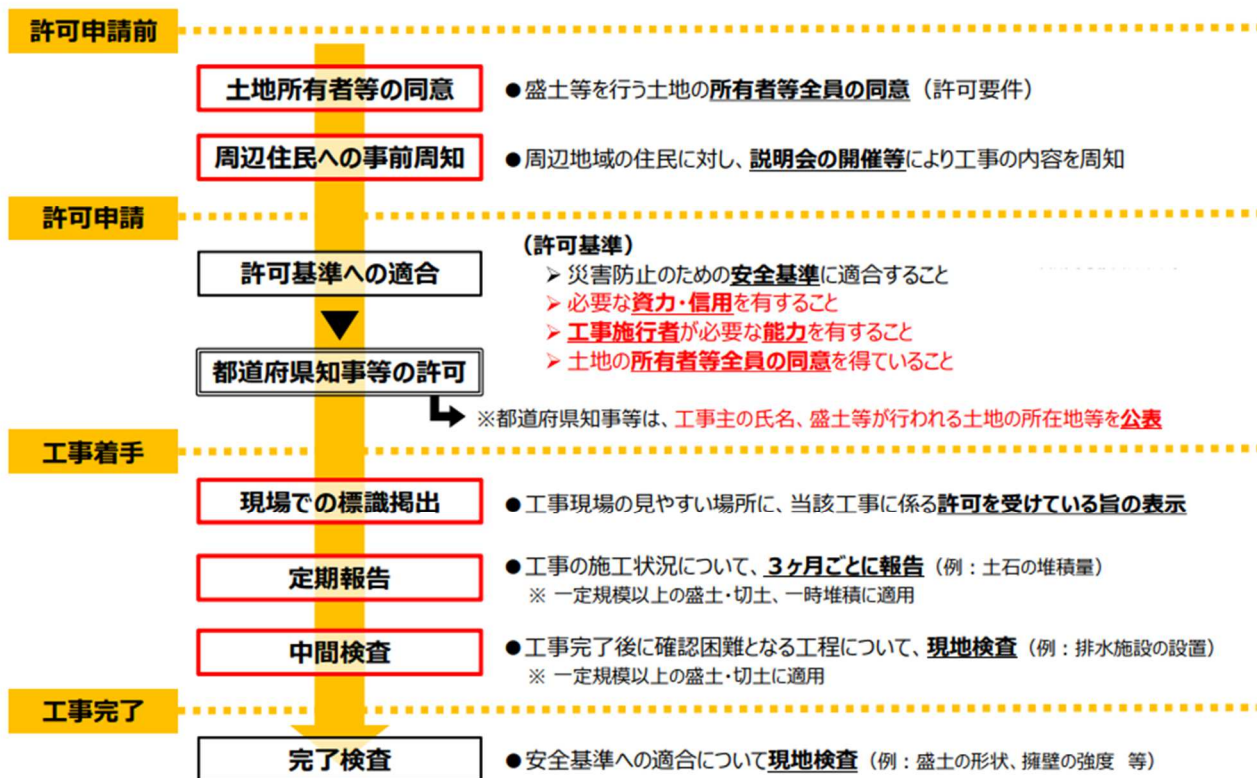 許可申請前
土地所有者等の同意
●盛土等を行う土地の所有者等全員の同意（許可要件）
周辺住民への事前周知
●周辺地域の住民に対し、説明会の開催等により工事の内容を周知
許可申請
（許可基準）
許可基準への適合
➢災害防止のための安全基準に適合すること
➢必要な資力・信用を有すること
➢工事施行者が必要な能力を有すること
➢土地の所有者等全員の同意を得ていること
都道府県知事等の許可
※都道府県知事等は、工事主の氏名、盛土等が行われる土地の所在地等を公表
工事着手
現場での標識掲出
●工事現場の見やすい場所に、当該工事に係る許可を受けている旨の表示
定期報告
●工事の施工状況について、３ヶ月ごとに報告（例：土石の堆積量）
※ 一定規模以上の盛土・切土、一時堆積に適用
中間検査
●工事完了後に確認困難となる工程について、現地検査（例：排水施設の設置）
※ 一定規模以上の盛土・切土に適用
工事完了
完了検査
●安全基準への適合について現地検査（例：盛土の形状、擁壁の強度 等）